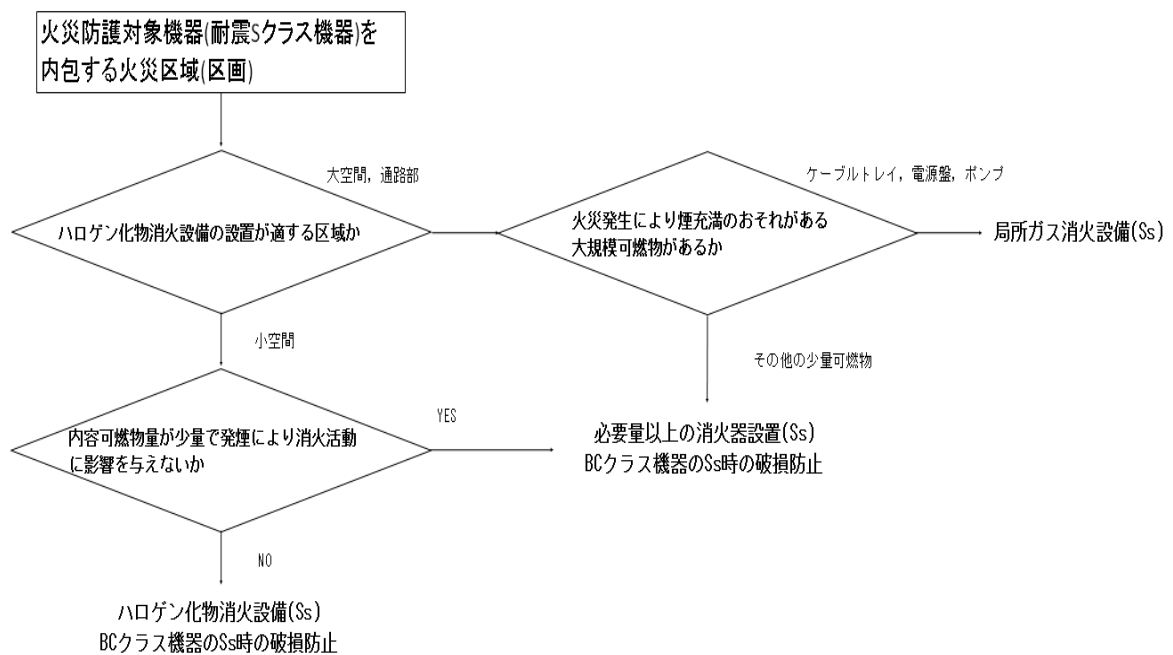 火災防護対象機器(耐震Sクラス機器)を
内包する火災区域(区画)
大空間，通路部
ハロゲン化物消火設備の設置が適する区域か
ケーブルトレイ，電源盤，ポンプ
火災発生により煙充満のおそれがある
大規模可燃物があるか
局所ガス消火設備(Ss)
小空間
その他の少量可燃物
内容可燃物量が少量で発煙により消火活動
に影響を与えないか
YES
必要量以上の消火器設置(Ss)
BCクラス機器のSs時の破損防止
NO
ハロゲン化物消火設備(Ss)
BCクラス機器のSs時の破損防止